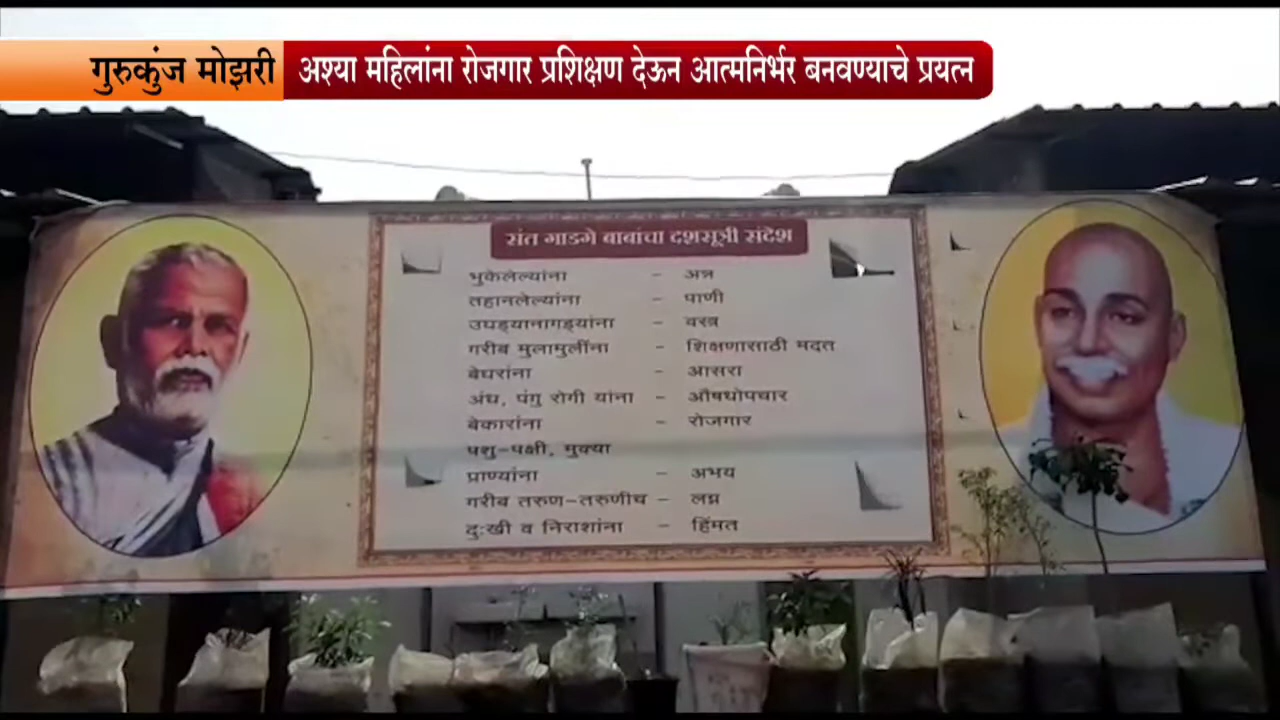 गुरुकुंज मोझरी
अश्या महिलांना रोजगार प्रशिक्षण देऊन आत्मनिर्भर बनवण्याचे प्रयत्न
संत गाडगे बाबांचा दशसूत्री संदेश
भुकेलेल्यांना - अन्न
तहानलेल्यांना - पाणी
उघड्यानागड्यांना - वस्त्र
गरीब मुलामुलींना - शिक्षणासाठी मदत
बेघरांना - आसरा
अंध, पंगु रोगी यांना - औषधोपचार
बेकारांना - रोजगार
पशु-पक्षी, मुक्या
प्राण्यांना - अभय
गरीब तरुण-तरुणीच - लग्न
दुःखी व निराशांना - हिंमत